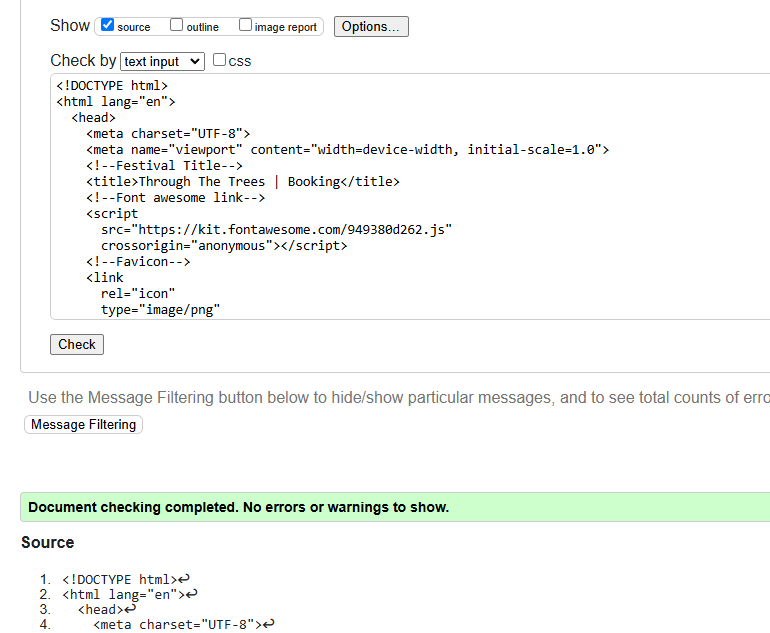 Show source outline image report Options...
Check by text input css
<!DOCTYPE html>
<html lang="en">
<head>
<meta charset="UTF-8">
<meta name="viewport" content="width=device-width, initial-scale=1.0">
<!--Festival Title-->
<title>Through The Trees | Booking</title>
<!--Font awesome link-->
<script
src="https://kit.fontawesome.com/949380d262.js"
crossorigin="anonymous"></script>
<!--Favicon-->
<link
rel="icon"
type="image/png"
Check
Use the Message Filtering button below to hide/show particular messages, and to see total counts of erro
Message Filtering
Document checking completed. No errors or warnings to show.
Source
1. <!DOCTYPE html>↩
2. <html lang="en">↩
3. <head>↩
4. <meta charset="UTF-8">↩